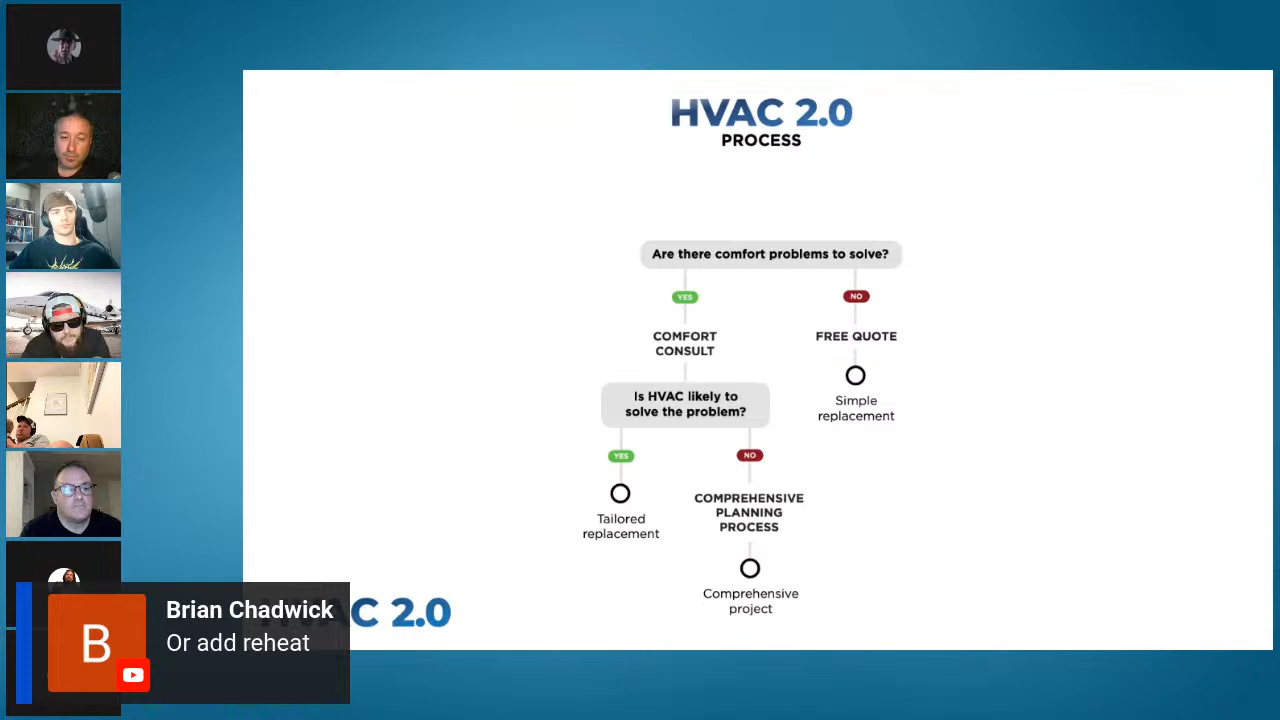 HVAC 2.0
PROCESS
Are there comfort problems to solve?
YES
NO
COMFORT
CONSULT
FREE QUOTE
Is HVAC likely to
solve the problem?
Simple
replacement
YES
NO
Tailored
replacement
COMPREHENSIVE
PLANNING
PROCESS
Comprehensive
project
C 2.0
B
Brian Chadwick
Or add reheat